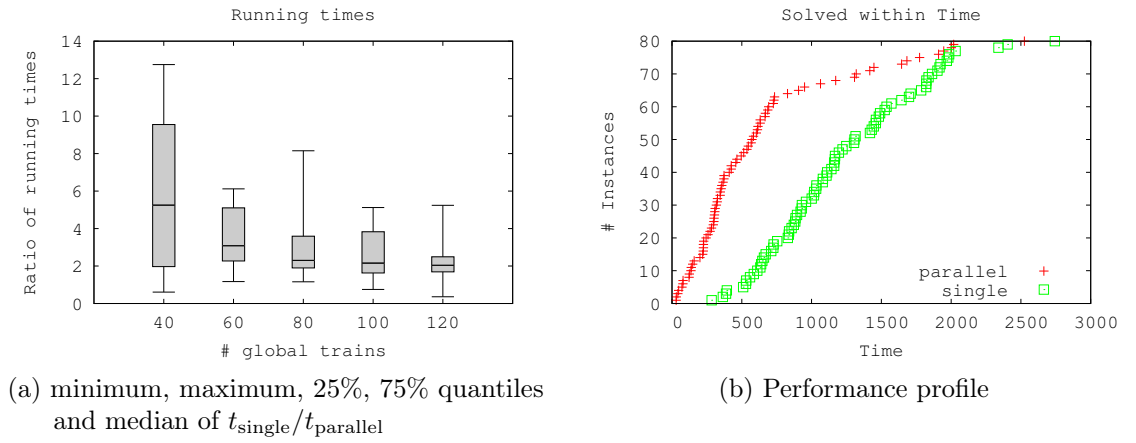 Running times
14
12
10
8
6
4
2
0
Ratio of running times
40 60 80 100 120
# global trains
(a) minimum, maximum, 25%, 75% quantiles
and median of t_single/t_parallel
Solved within Time
80
70
60
50
40
30
20
10
0
# Instances
parallel
single
0 500 1000 1500 2000 2500 3000
Time
(b) Performance profile